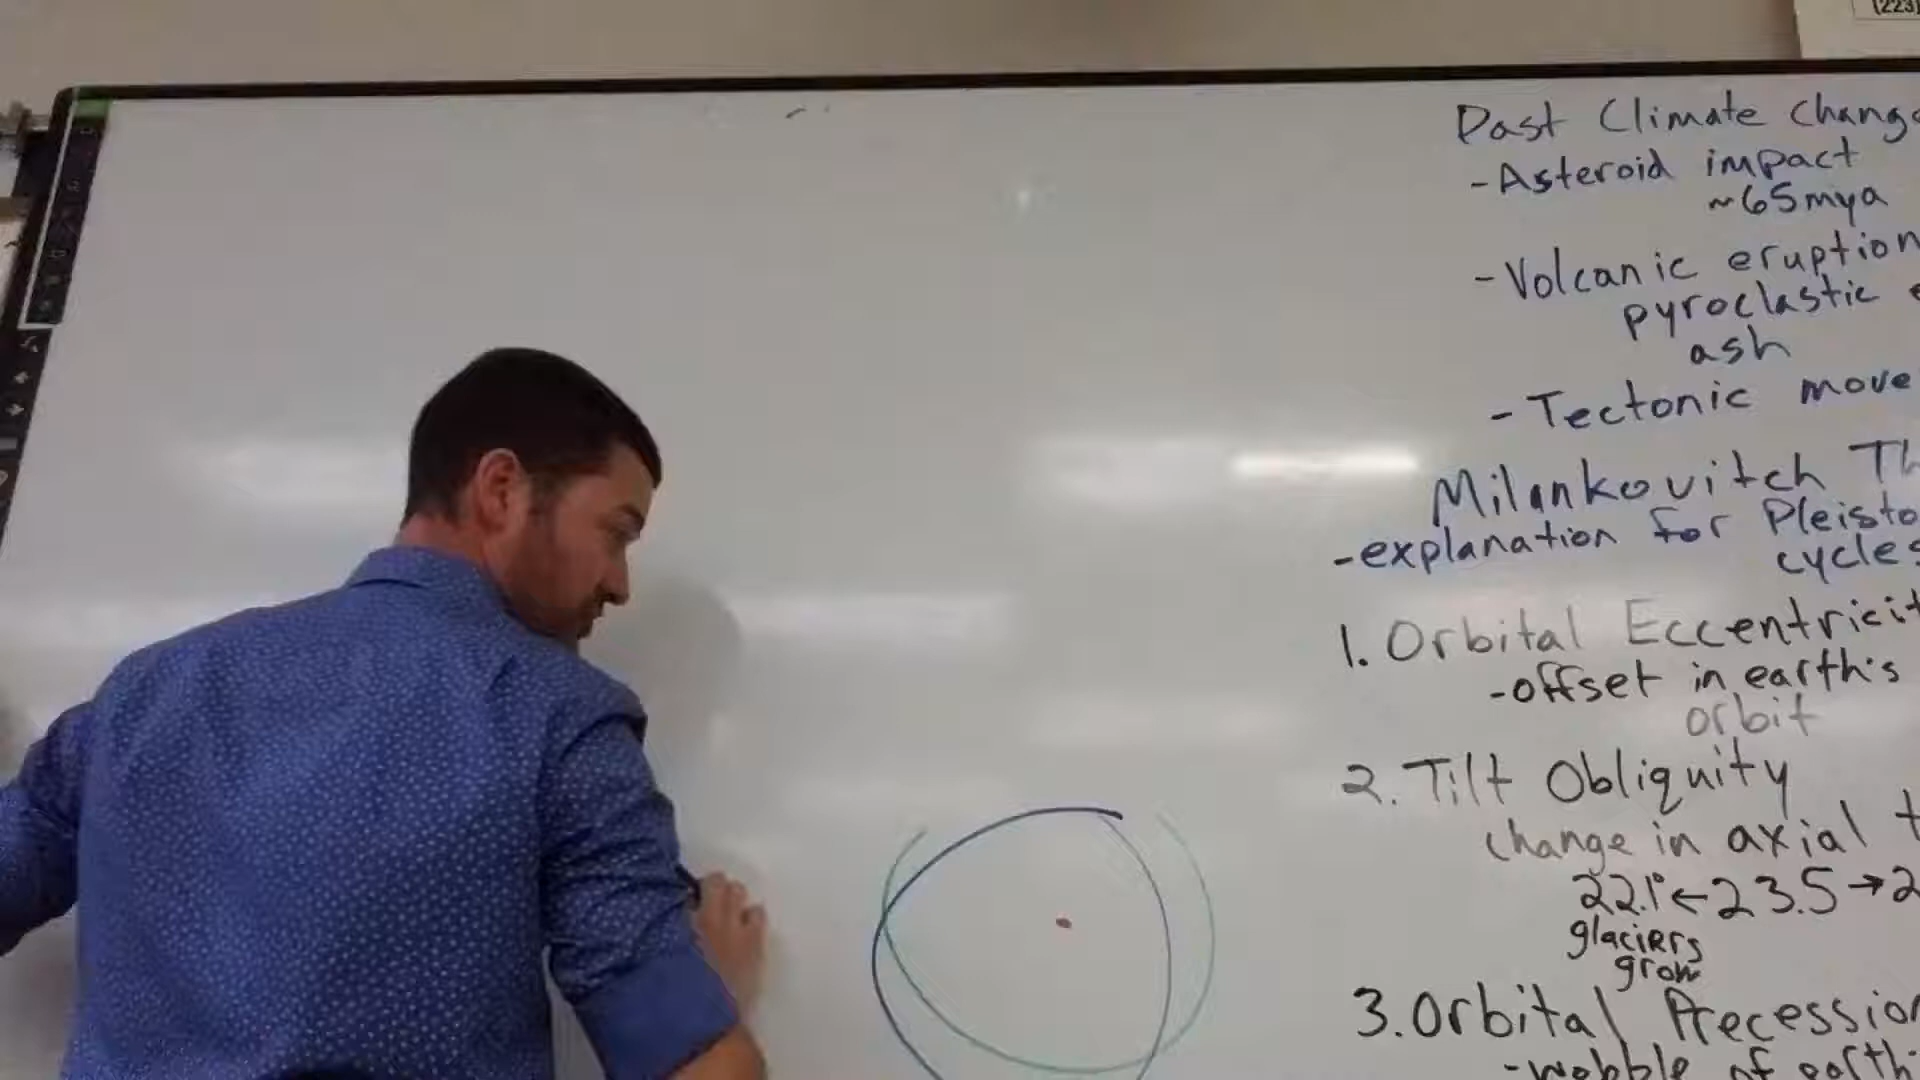 (223)
Past Climate Change
- Asteroid impact
~65mya
- Volcanic eruption
pyroclastic
ash
- Tectonic move
Milankovitch Th
- explanation for Pleisto
cycles
1. Orbital Eccentricit
- offset in earth's
orbit
2. Tilt Obliquity
change in axial t
22.1° ← 23.5 → 2
glaciers
grow
3. Orbital Precession
- wobble of earth's